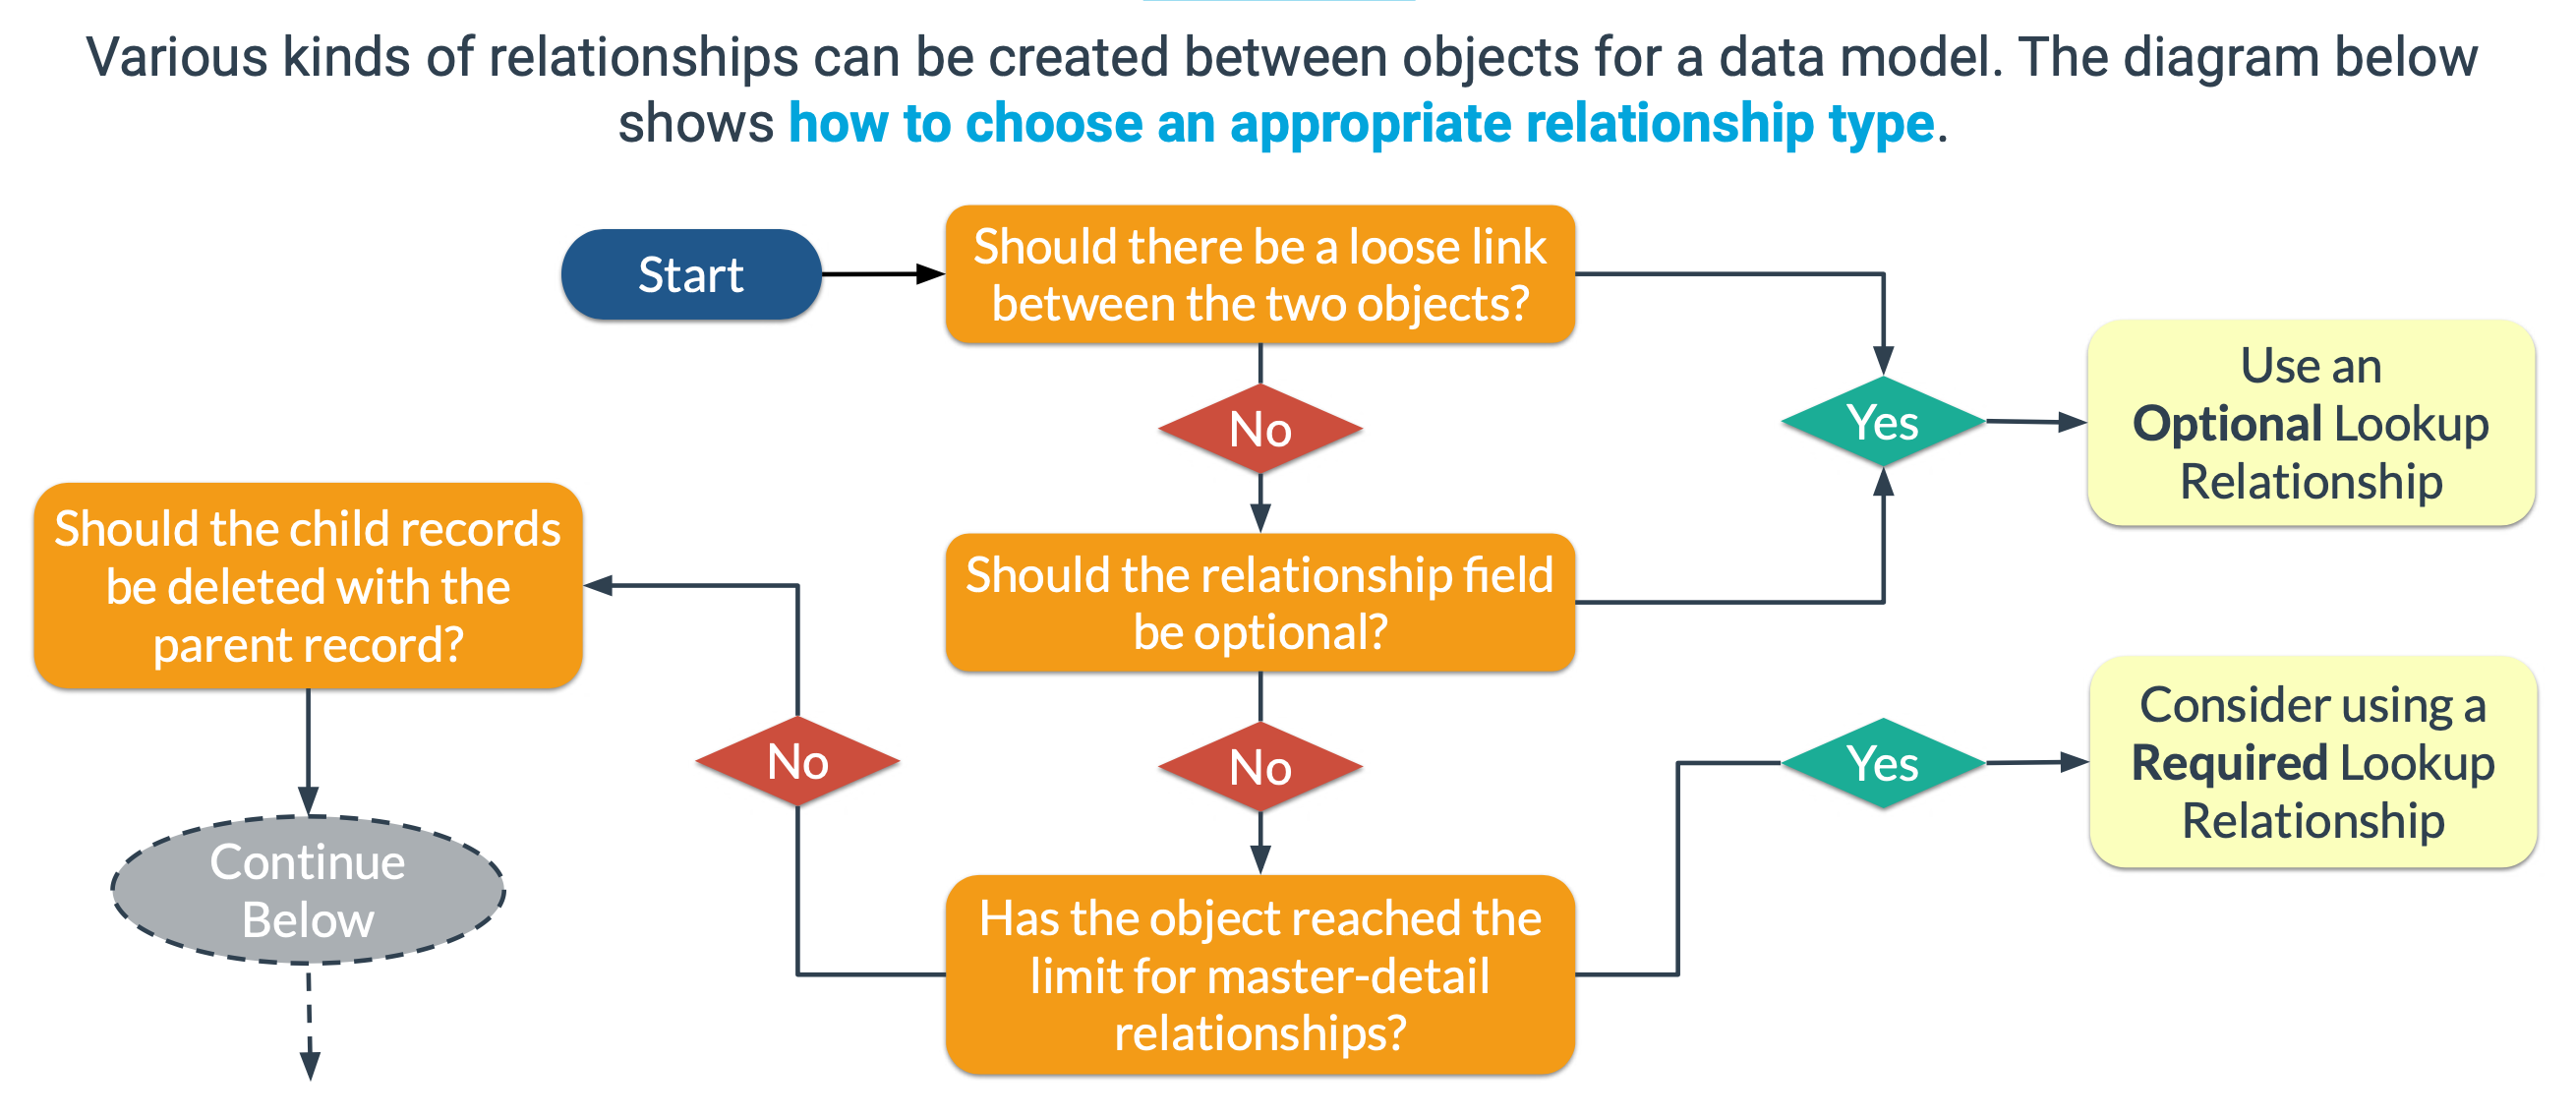 Various kinds of relationships can be created between objects for a data model. The diagram below
shows how to choose an appropriate relationship type.
Start
Should there be a loose link
between the two objects?
No
Yes
Use an
Optional Lookup
Relationship
Should the relationship field
be optional?
Should the child records
be deleted with the
parent record?
No
No
Yes
Consider using a
Required Lookup
Relationship
Continue
Below
Has the object reached the
limit for master-detail
relationships?